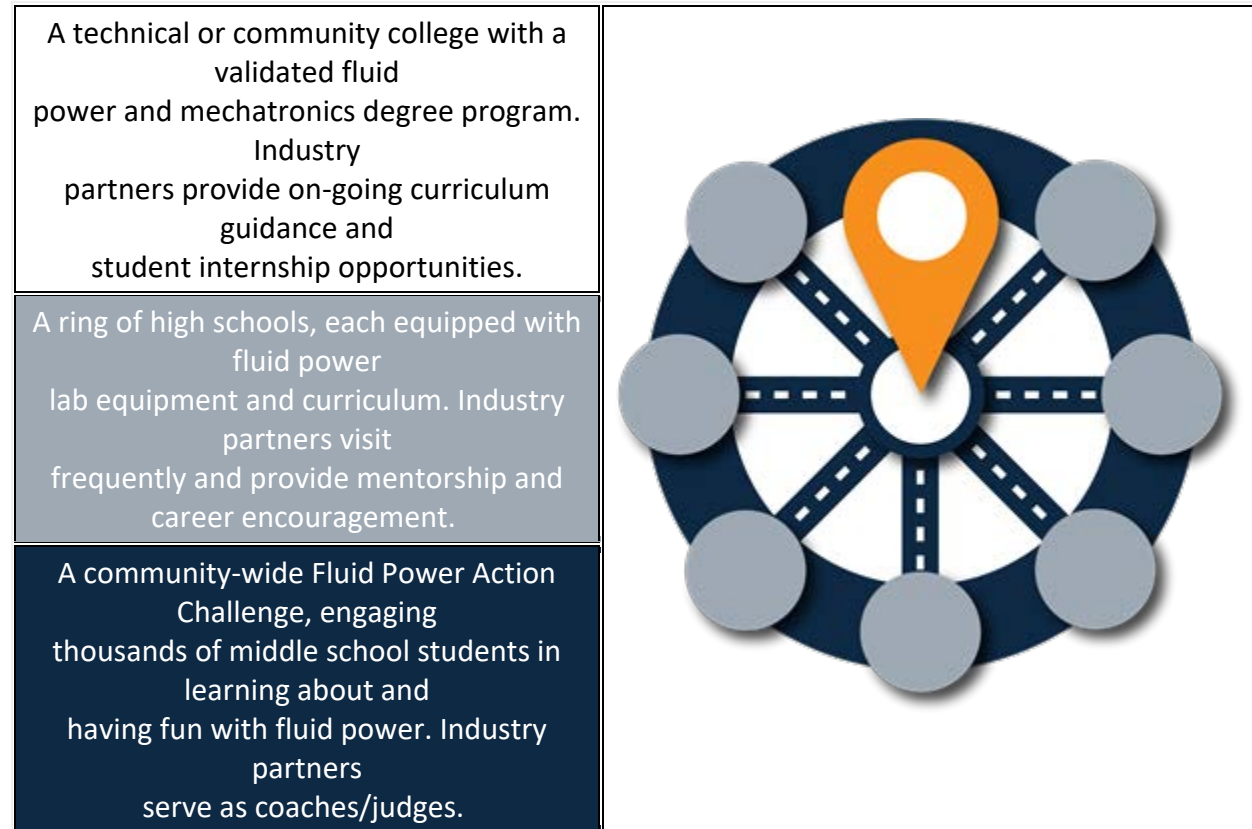 A technical or community college with a
validated fluid
power and mechatronics degree program.
Industry
partners provide on-going curriculum
guidance and
student internship opportunities.
A ring of high schools, each equipped with
fluid power
lab equipment and curriculum. Industry
partners visit
frequently and provide mentorship and
career encouragement.
A community-wide Fluid Power Action
Challenge, engaging
thousands of middle school students in
learning about and
having fun with fluid power. Industry
partners
serve as coaches/judges.